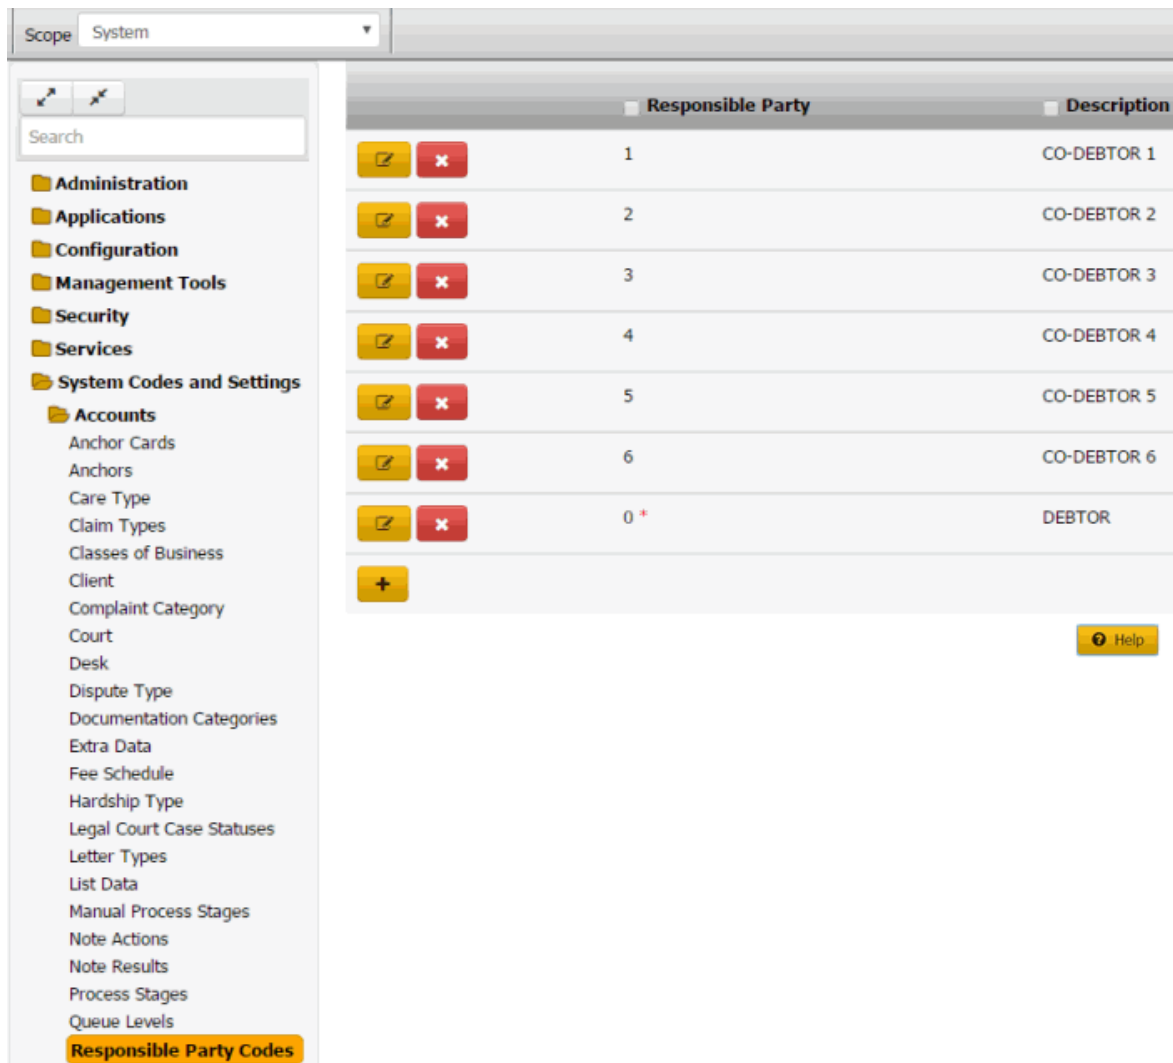 Scope System
Search
Administration
Applications
Configuration
Management Tools
Security
Services
System Codes and Settings
Accounts
Anchor Cards
Anchors
Care Type
Claim Types
Classes of Business
Client
Complaint Category
Court
Desk
Dispute Type
Documentation Categories
Extra Data
Fee Schedule
Hardship Type
Legal Court Case Statuses
Letter Types
List Data
Manual Process Stages
Note Actions
Note Results
Process Stages
Queue Levels
Responsible Party Codes
Responsible Party Description
1 CO-DEBTOR 1
2 CO-DEBTOR 2
3 CO-DEBTOR 3
4 CO-DEBTOR 4
5 CO-DEBTOR 5
6 CO-DEBTOR 6
0 * DEBTOR
Help